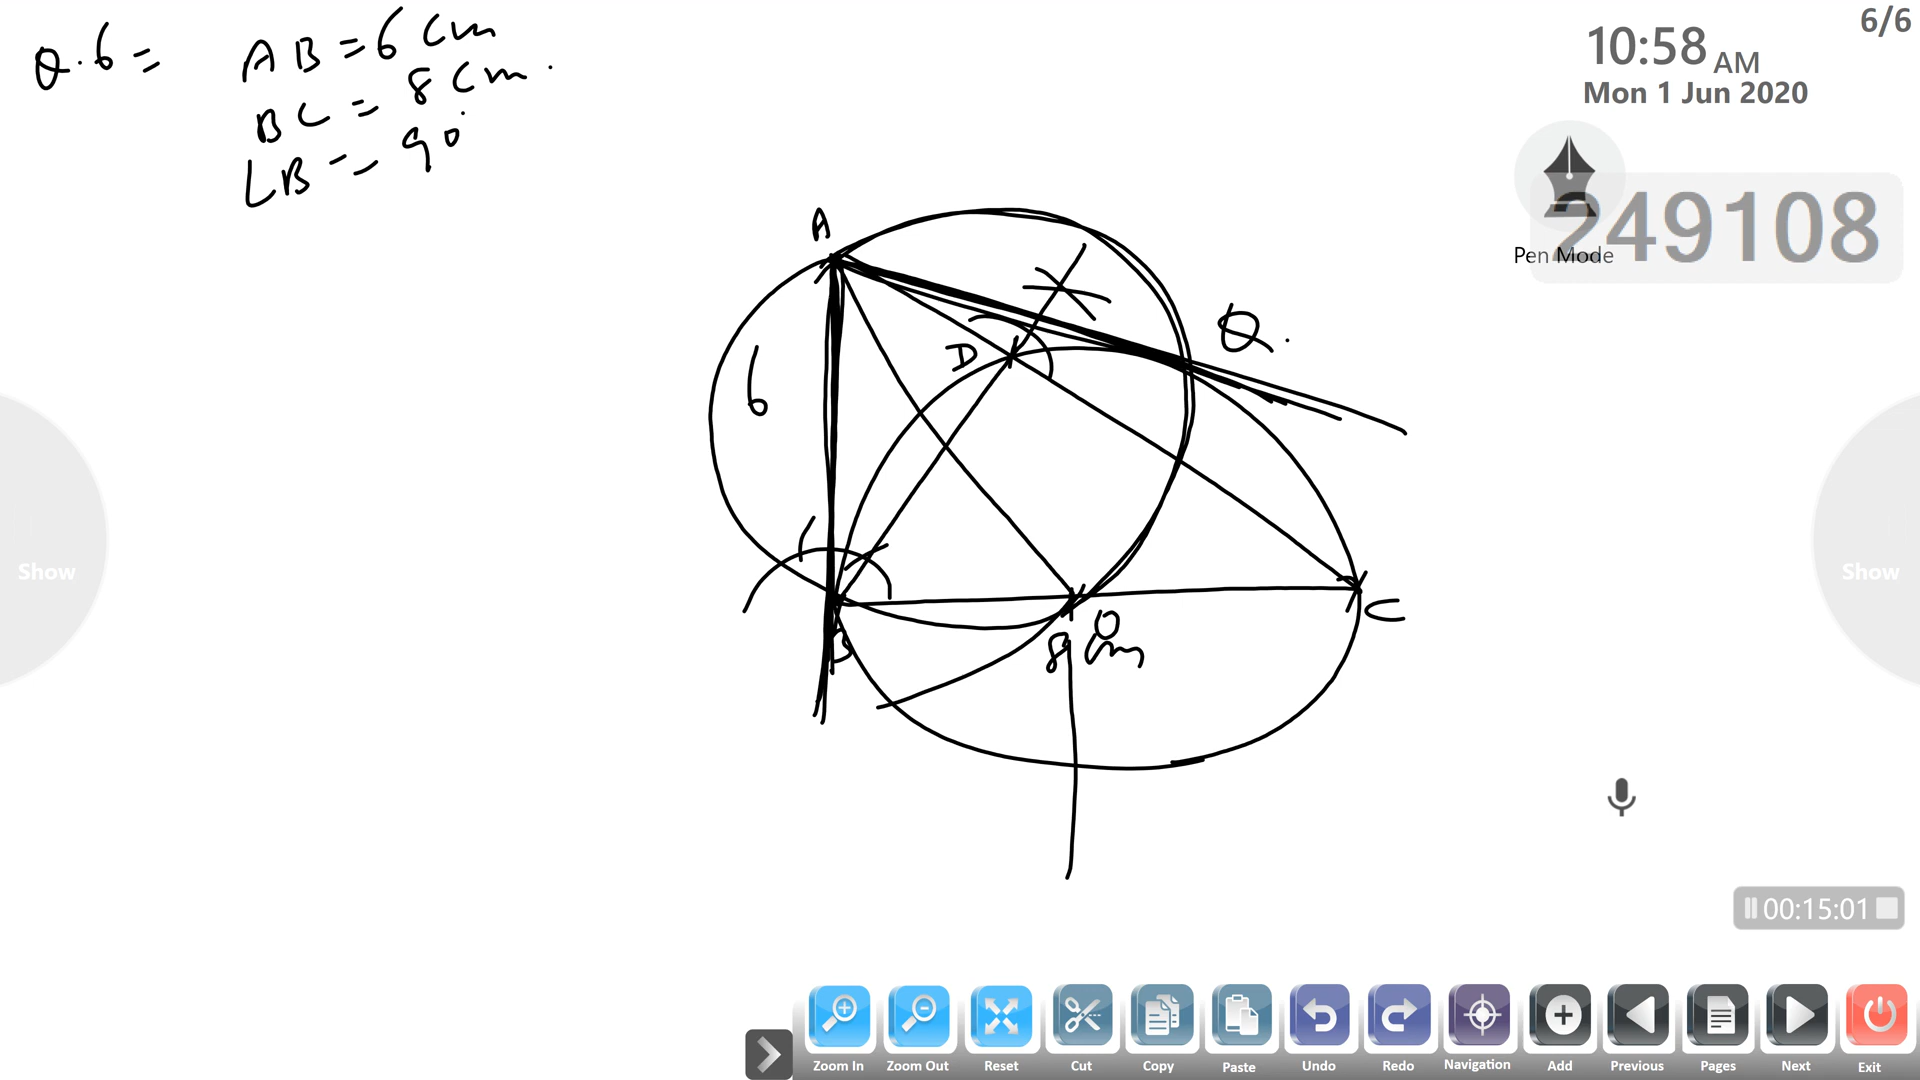 Q.6 = AB = 6 cm
BC = 8 cm.
∠B = 90°
6/6
10:58 AM
Mon 1 Jun 2020
249108
Pen Mode
A
Q.
D
6
B
O
8 cm
C
Show
Show
00:15:01
Zoom In Zoom Out Reset Cut Copy Paste Undo Redo Navigation Add Previous Pages Next Exit